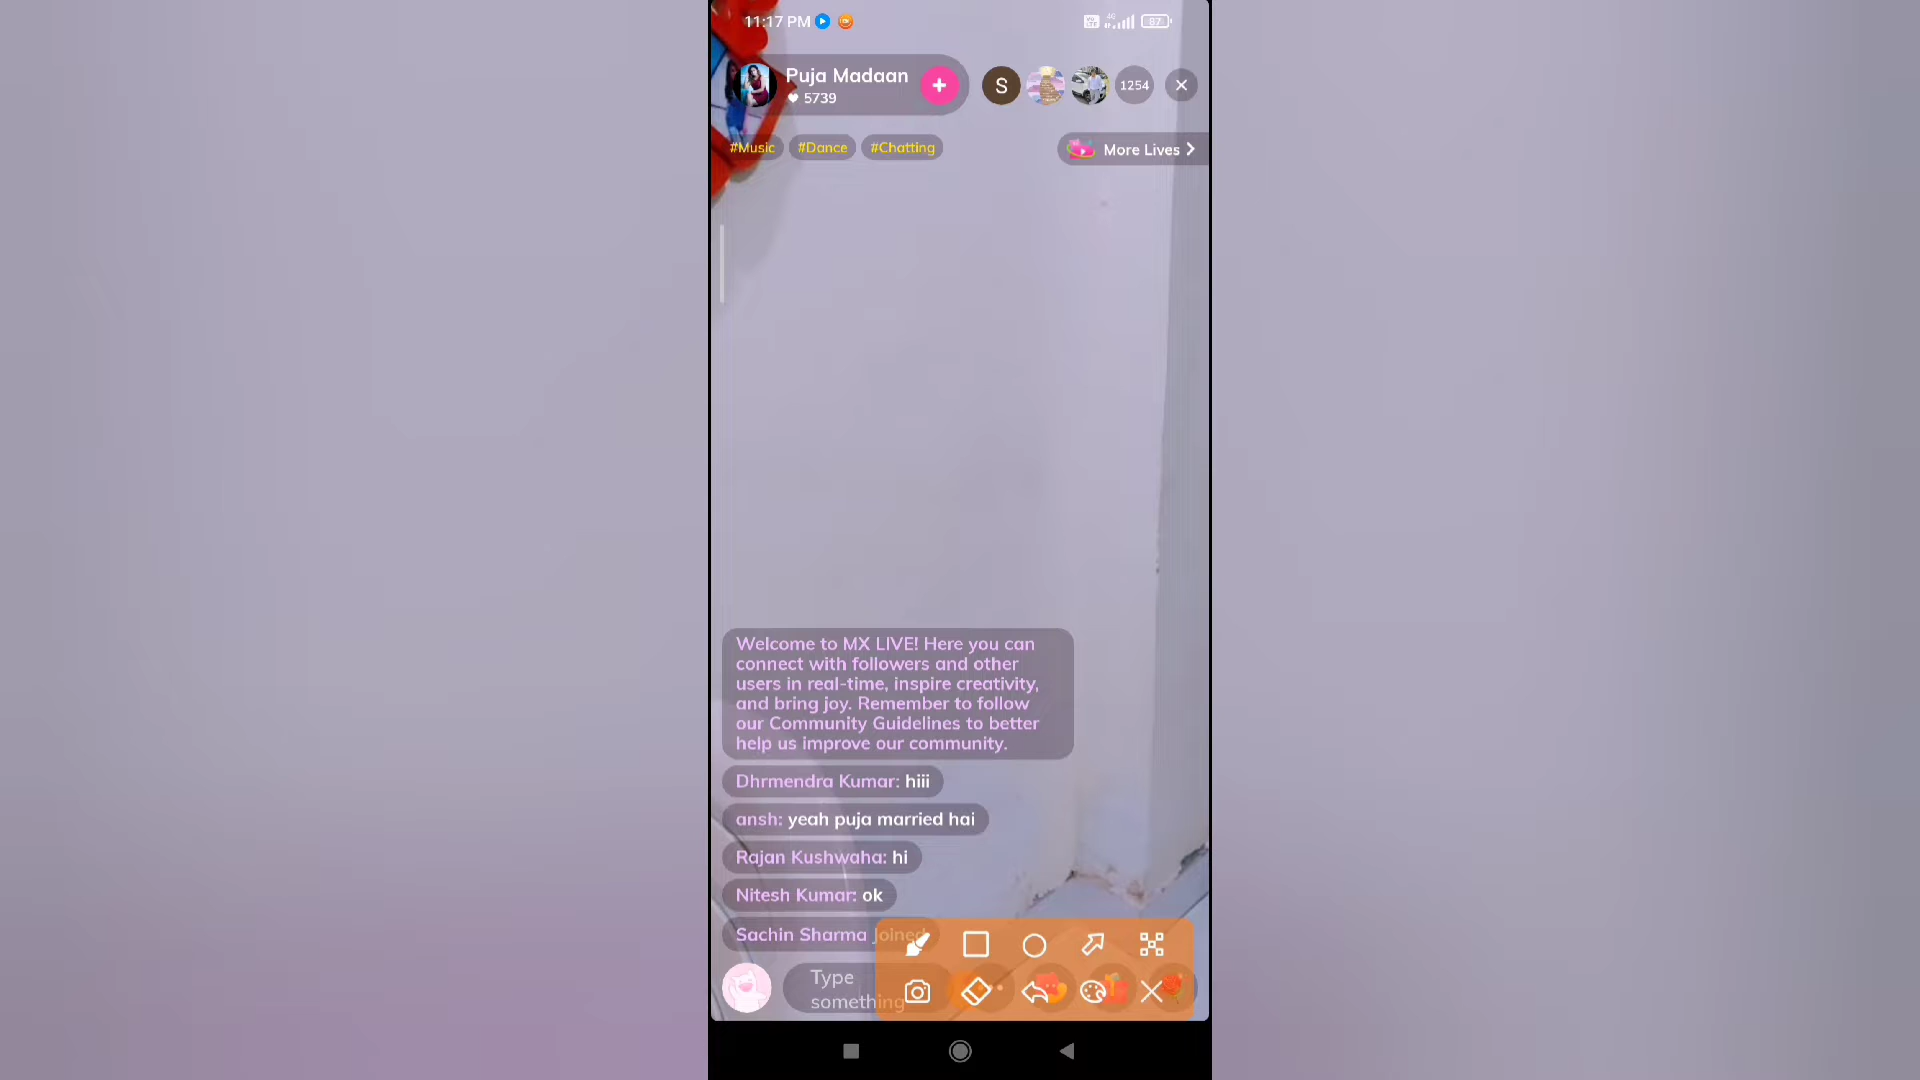 11:17 PM
4G
87
Puja Madaan
5739
S
1254
#Music
#Dance
#Chatting
More Lives
Welcome to MX LIVE! Here you can
connect with followers and other
users in real-time, inspire creativity,
and bring joy. Remember to follow
our Community Guidelines to better
help us improve our community.
Dhrmendra Kumar: hiii
ansh: yeah puja married hai
Rajan Kushwaha: hi
Nitesh Kumar: ok
Sachin Sharma Joined
Type
something